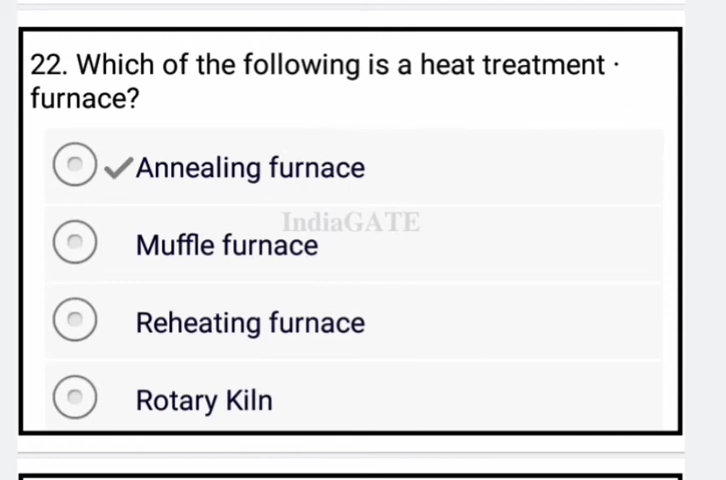 22. Which of the following is a heat treatment ·
furnace?
Annealing furnace
IndiaGATE
Muffle furnace
Reheating furnace
Rotary Kiln